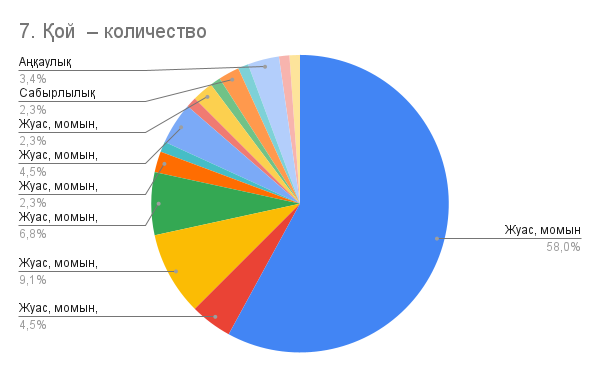 7. Қой – количество
Аңқаулық
3,4%
Сабырлылық
2,3%
Жуас, момын,
2,3%
Жуас, момын,
4,5%
Жуас, момын,
2,3%
Жуас, момын,
6,8%
Жуас, момын,
9,1%
Жуас, момын,
4,5%
Жуас, момын
58,0%